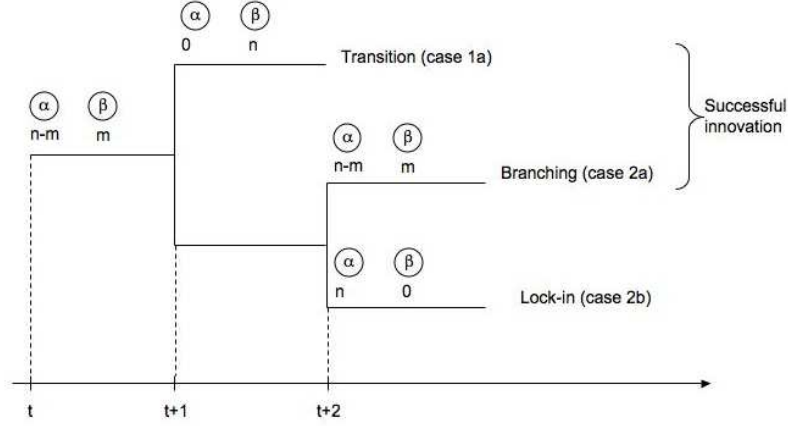 α β
0 n
Transition (case 1a)
α β
n-m m
Successful
innovation
α β
n-m m
Branching (case 2a)
α β
n 0
Lock-in (case 2b)
t t+1 t+2